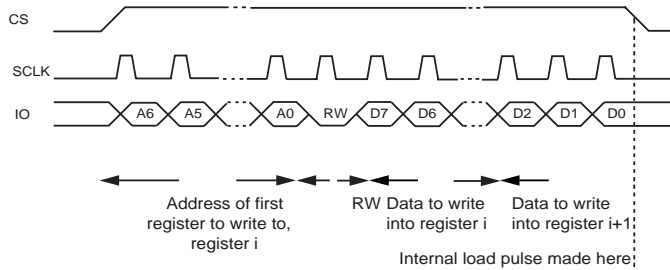 CS
SCLK
IO
A6 A5 A0 RW D7 D6 D2 D1 D0
Address of first
register to write to,
register i
RW
Data to write
into register i
Data to write
into register i+1
Internal load pulse made here